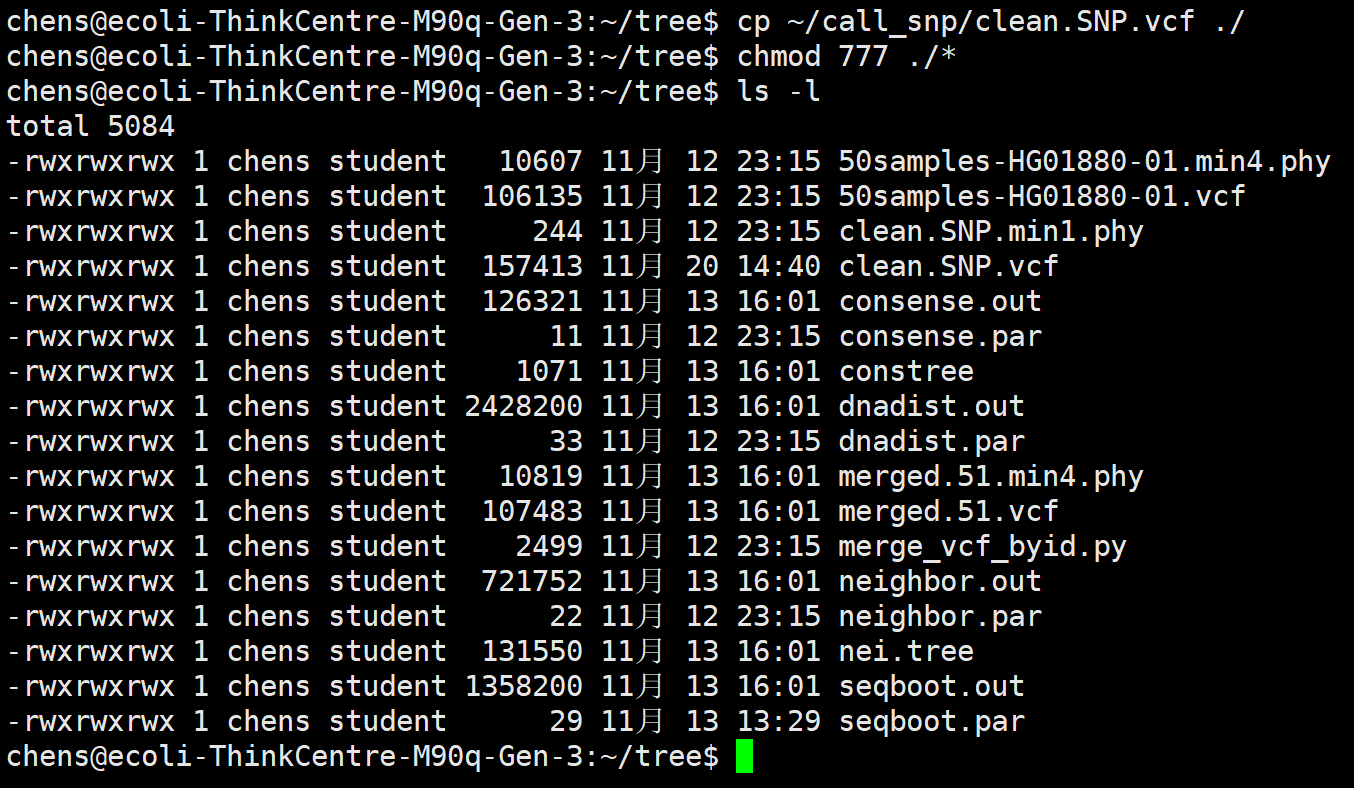 chens@ecoli-ThinkCentre-M90q-Gen-3:~/tree$ cp ~/call_snp/clean.SNP.vcf ./
chens@ecoli-ThinkCentre-M90q-Gen-3:~/tree$ chmod 777 ./*
chens@ecoli-ThinkCentre-M90q-Gen-3:~/tree$ ls -l
total 5084
-rwxrwxrwx 1 chens student   10607 11月 12 23:15 50samples-HG01880-01.min4.phy
-rwxrwxrwx 1 chens student  106135 11月 12 23:15 50samples-HG01880-01.vcf
-rwxrwxrwx 1 chens student     244 11月 12 23:15 clean.SNP.min1.phy
-rwxrwxrwx 1 chens student  157413 11月 20 14:40 clean.SNP.vcf
-rwxrwxrwx 1 chens student  126321 11月 13 16:01 consense.out
-rwxrwxrwx 1 chens student      11 11月 12 23:15 consense.par
-rwxrwxrwx 1 chens student    1071 11月 13 16:01 constree
-rwxrwxrwx 1 chens student 2428200 11月 13 16:01 dnadist.out
-rwxrwxrwx 1 chens student      33 11月 12 23:15 dnadist.par
-rwxrwxrwx 1 chens student   10819 11月 13 16:01 merged.51.min4.phy
-rwxrwxrwx 1 chens student  107483 11月 13 16:01 merged.51.vcf
-rwxrwxrwx 1 chens student    2499 11月 12 23:15 merge_vcf_byid.py
-rwxrwxrwx 1 chens student  721752 11月 13 16:01 neighbor.out
-rwxrwxrwx 1 chens student      22 11月 12 23:15 neighbor.par
-rwxrwxrwx 1 chens student  131550 11月 13 16:01 nei.tree
-rwxrwxrwx 1 chens student 1358200 11月 13 16:01 seqboot.out
-rwxrwxrwx 1 chens student      29 11月 13 13:29 seqboot.par
chens@ecoli-ThinkCentre-M90q-Gen-3:~/tree$